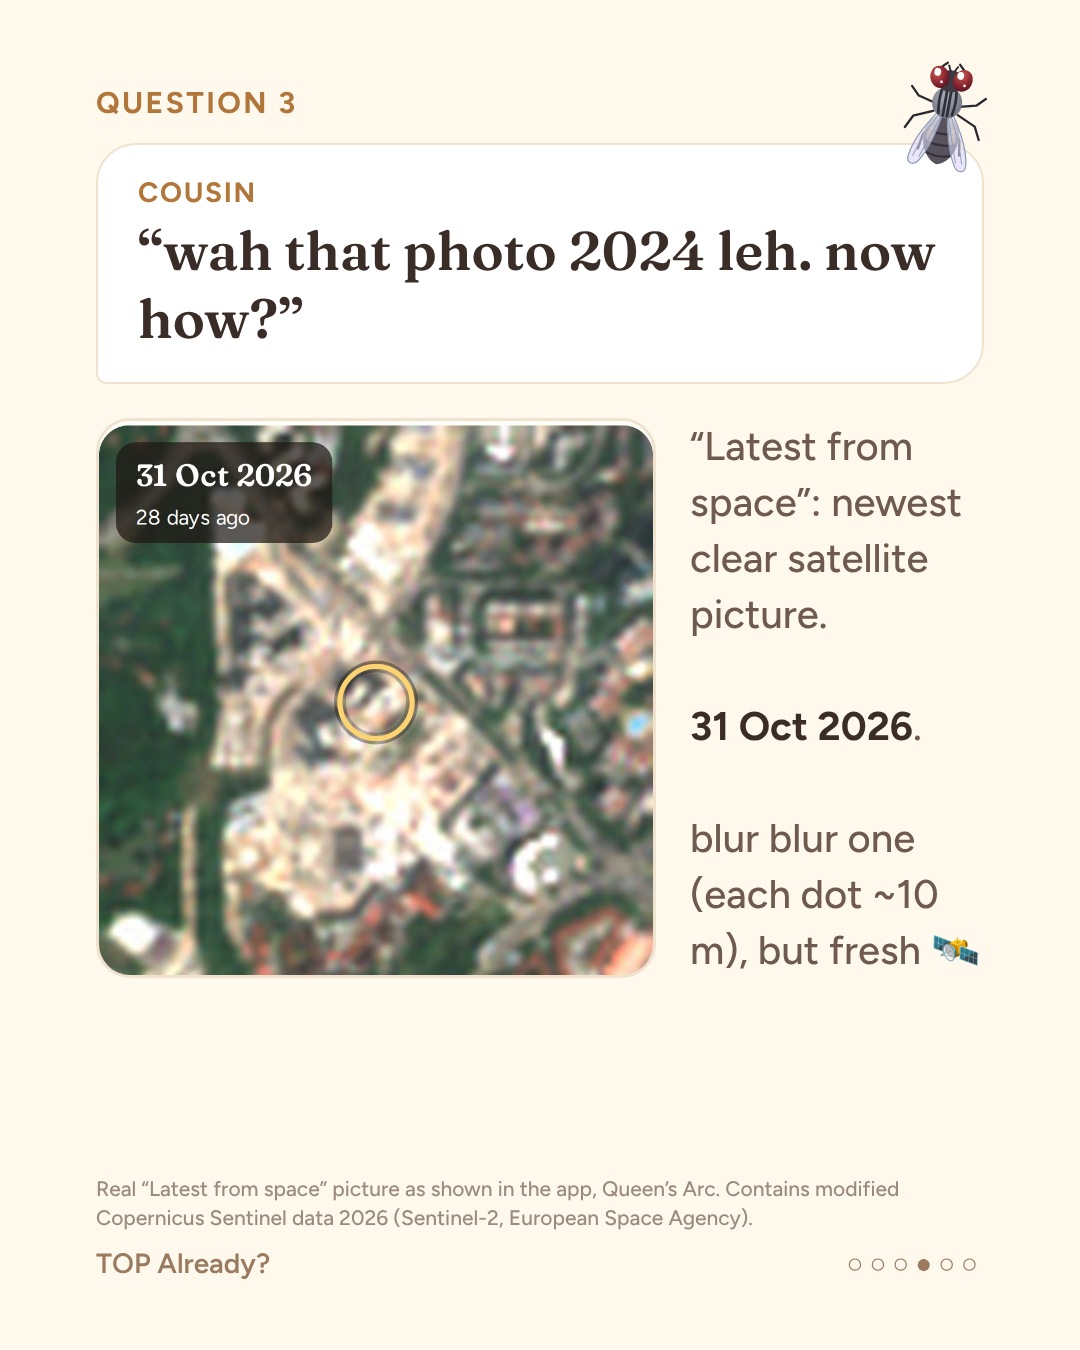 QUESTION 3
COUSIN
“wah that photo 2024 leh. now
how?”
31 Oct 2026
28 days ago
“Latest from
space”: newest
clear satellite
picture.
31 Oct 2026.
blur blur one
(each dot ~10
m), but fresh 🛰️
Real “Latest from space” picture as shown in the app, Queen’s Arc. Contains modified
Copernicus Sentinel data 2026 (Sentinel-2, European Space Agency).
TOP Already?